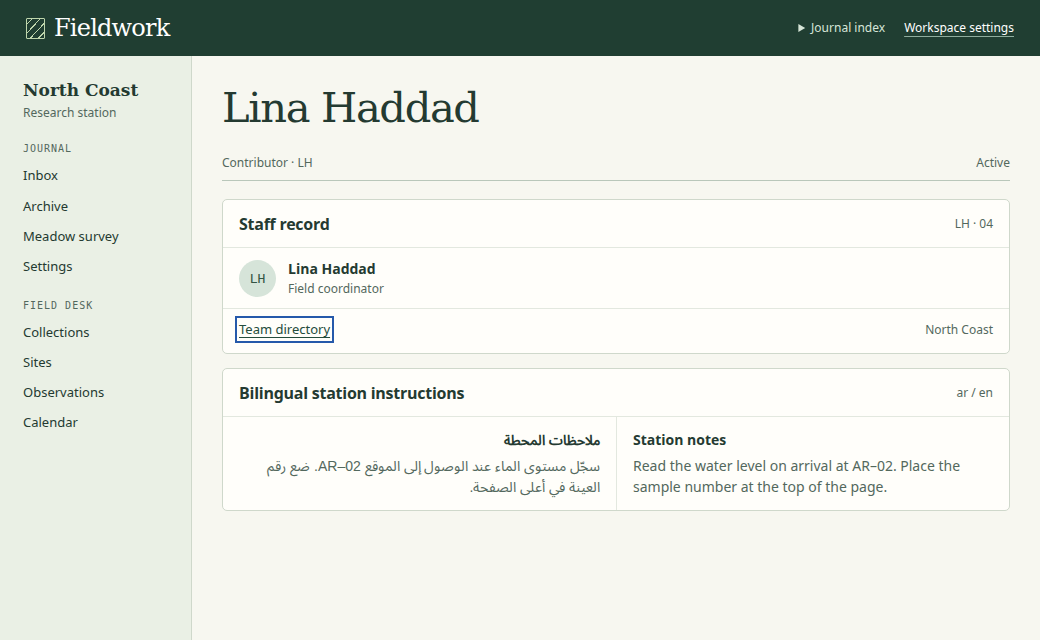 Fieldwork
Journal index
Workspace settings
North Coast
Research station
JOURNAL
Inbox
Archive
Meadow survey
Settings
FIELD DESK
Collections
Sites
Observations
Calendar
Lina Haddad
Contributor · LH
Active
Staff record
LH · 04
LH
Lina Haddad
Field coordinator
Team directory
North Coast
Bilingual station instructions
ar / en
ملاحظات المحطة
سجّل مستوى الماء عند الوصول إلى الموقع AR–02. ضع رقم
العينة في أعلى الصفحة.
Station notes
Read the water level on arrival at AR–02. Place the
sample number at the top of the page.